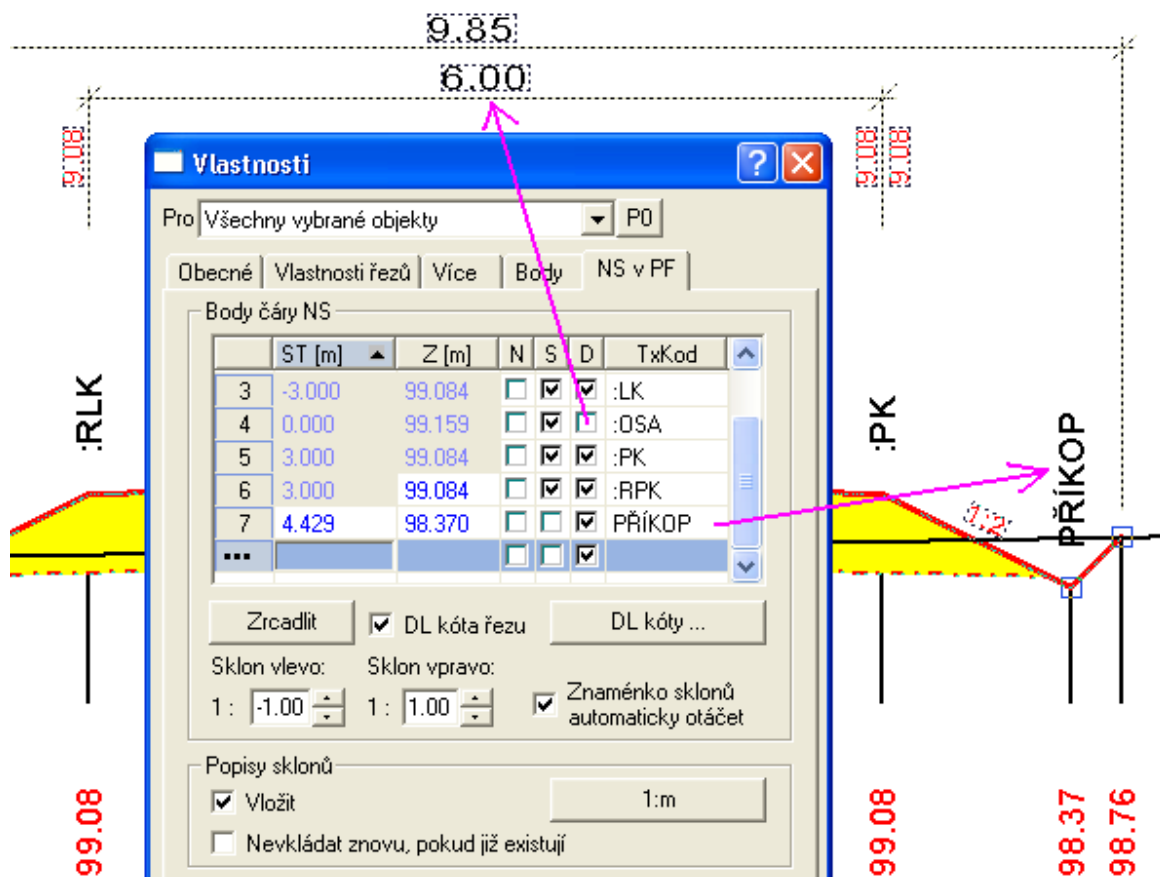 9.85
6.00
9.08
9.08
9.08
Vlastnosti
?
Pro Všechny vybrané objekty P0
Obecné Vlastnosti řezů Více Body NS v PF
Body čáry NS
ST [m] Z [m] N S D TxKod
3 -3.000 99.084 :LK
4 0.000 99.159 :OSA
5 3.000 99.084 :PK
6 3.000 99.084 :RPK
7 4.429 98.370 PŘÍKOP
Zrcadlit DL kóta řezu DL kóty ...
Sklon vlevo: Sklon vpravo:
1 : -1.00 1 : 1.00 Znaménko sklonů automaticky otáčet
Popisy sklonů
Vložit 1:m
Nevkládat znovu, pokud již existují
:RLK
:PK
PŘÍKOP
1:2
99.08
99.08
98.37
98.76